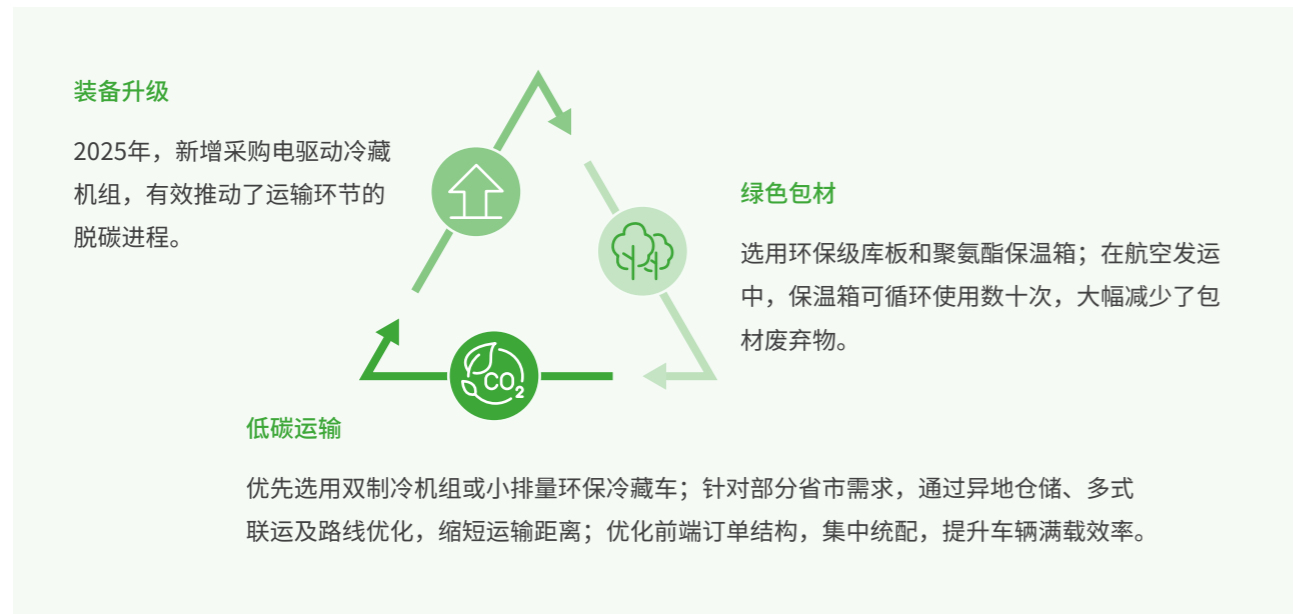 装备升级
2025年，新增采购电驱动冷藏
机组，有效推动了运输环节的
脱碳进程。
绿色包材
选用环保级库板和聚氨酯保温箱；在航空发运
中，保温箱可循环使用数十次，大幅减少了包
材废弃物。
CO₂
低碳运输
优先选用双制冷机组或小排量环保冷藏车；针对部分省市需求，通过异地仓储、多式
联运及路线优化，缩短运输距离；优化前端订单结构，集中统配，提升车辆满载效率。